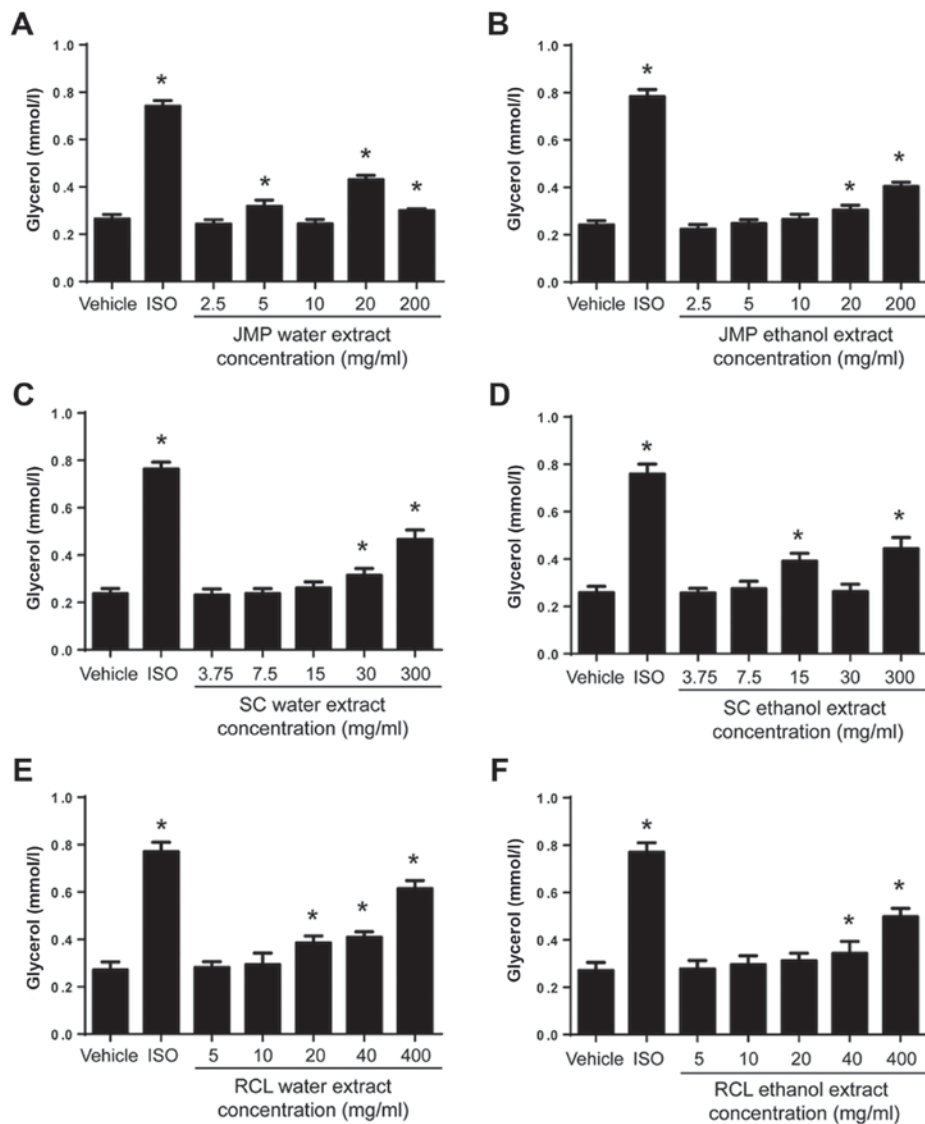 A
Glycerol (mmol/l)
1.0
0.8
0.6
0.4
0.2
0.0
*
*
*
*
Vehicle ISO 2.5 5 10 20 200
JMP water extract
concentration (mg/ml)
B
Glycerol (mmol/l)
1.0
0.8
0.6
0.4
0.2
0.0
*
*
*
Vehicle ISO 2.5 5 10 20 200
JMP ethanol extract
concentration (mg/ml)
C
Glycerol (mmol/l)
1.0
0.8
0.6
0.4
0.2
0.0
*
*
*
Vehicle ISO 3.75 7.5 15 30 300
SC water extract
concentration (mg/ml)
D
Glycerol (mmol/l)
1.0
0.8
0.6
0.4
0.2
0.0
*
*
*
Vehicle ISO 3.75 7.5 15 30 300
SC ethanol extract
concentration (mg/ml)
E
Glycerol (mmol/l)
1.0
0.8
0.6
0.4
0.2
0.0
*
*
*
*
Vehicle ISO 5 10 20 40 400
RCL water extract
concentration (mg/ml)
F
Glycerol (mmol/l)
1.0
0.8
0.6
0.4
0.2
0.0
*
*
*
Vehicle ISO 5 10 20 40 400
RCL ethanol extract
concentration (mg/ml)